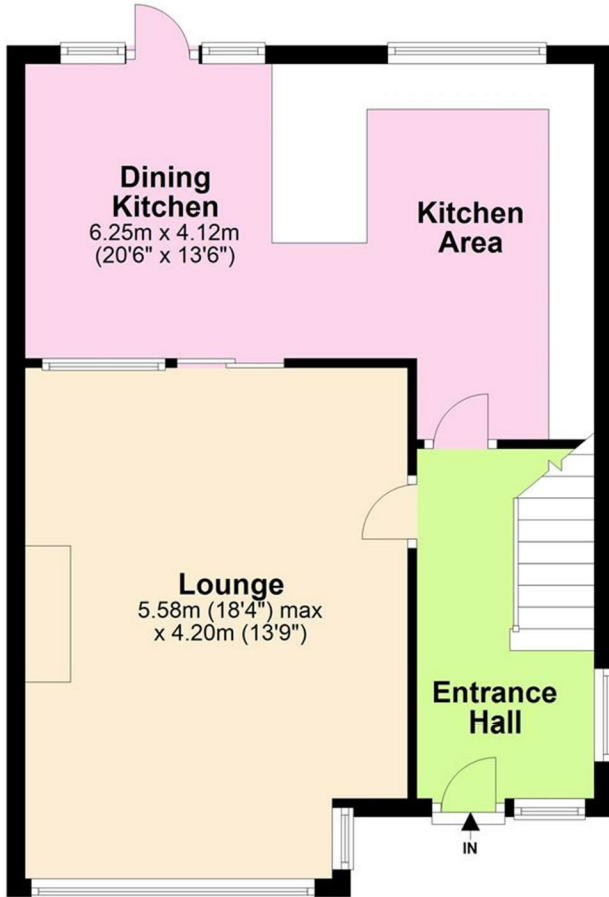 Dining
Kitchen
6.25m x 4.12m
(20'6" x 13'6")
Kitchen
Area
Lounge
5.58m (18'4") max
x 4.20m (13'9")
Entrance
Hall
IN